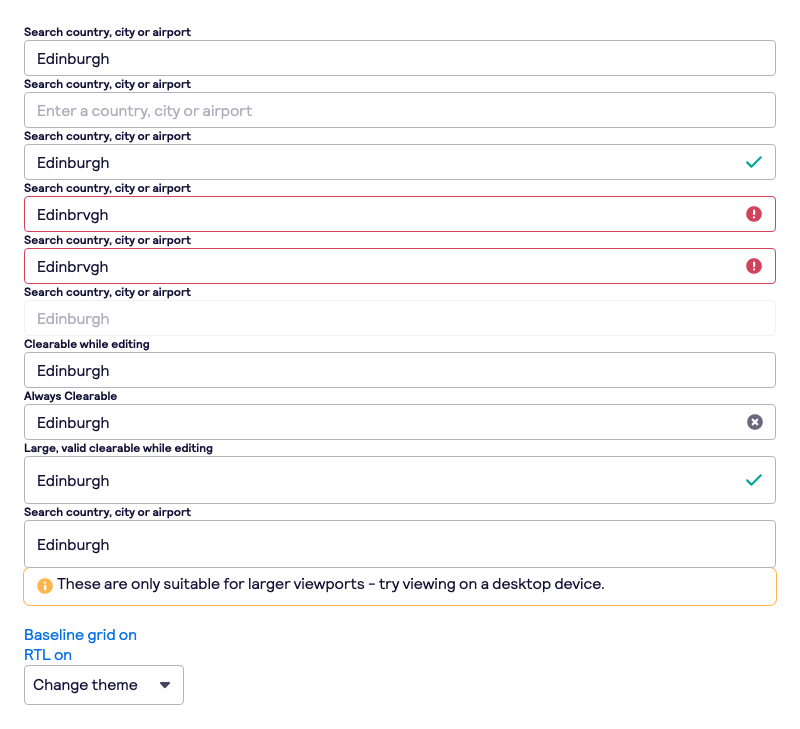 Search country, city or airport
Edinburgh
Search country, city or airport
Enter a country, city or airport
Search country, city or airport
Edinburgh
Search country, city or airport
Edinbrvgh
Search country, city or airport
Edinbrvgh
Search country, city or airport
Edinburgh
Clearable while editing
Edinburgh
Always Clearable
Edinburgh
Large, valid clearable while editing
Edinburgh
Search country, city or airport
Edinburgh
These are only suitable for larger viewports - try viewing on a desktop device.
Baseline grid on
RTL on
Change theme